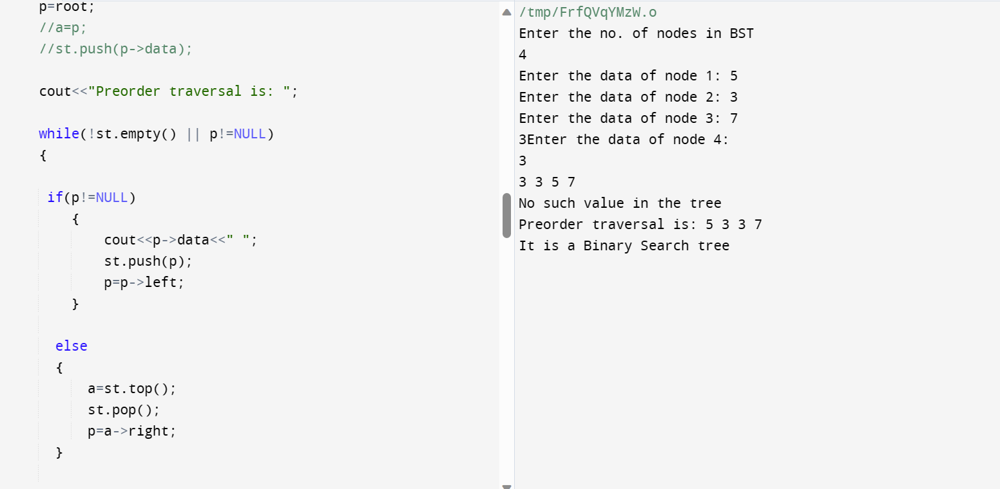 p=root;
//a=p;
//st.push(p->data);
cout<<"Preorder traversal is: ";
while(!st.empty() || p!=NULL)
{
if(p!=NULL)
{
cout<<p->data<<" ";
st.push(p);
p=p->left;
}
else
{
a=st.top();
st.pop();
p=a->right;
}
/tmp/FrfQVqYMzW.o
Enter the no. of nodes in BST
4
Enter the data of node 1: 5
Enter the data of node 2: 3
Enter the data of node 3: 7
3Enter the data of node 4:
3
3 3 5 7
No such value in the tree
Preorder traversal is: 5 3 3 7
It is a Binary Search tree